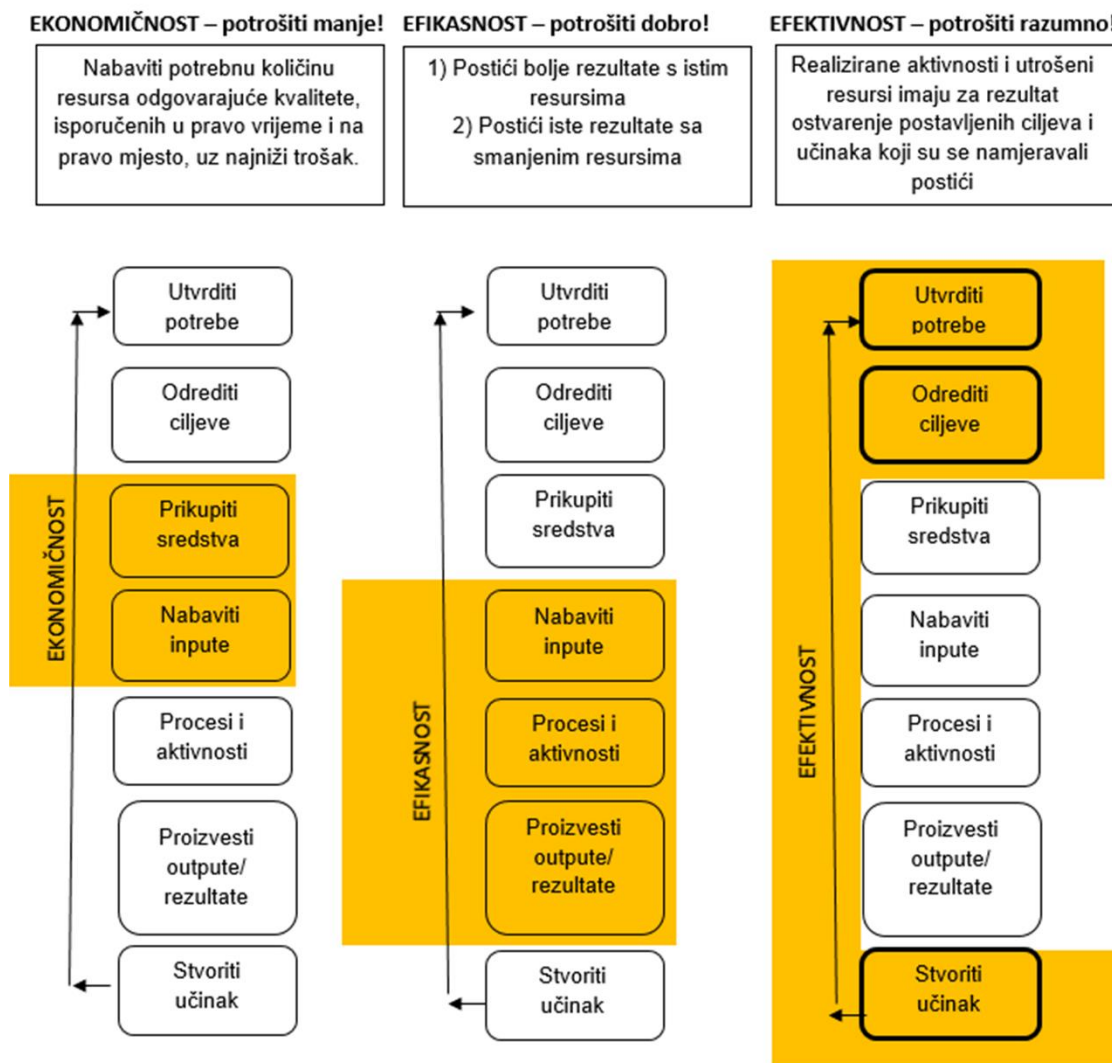 EKONOMIČNOST – potrošiti manje!
Nabaviti potrebnu količinu
resursa odgovarajuće kvalitete,
isporučenih u pravo vrijeme i na
pravo mjesto, uz najniži trošak.
EFIKASNOST – potrošiti dobro!
1) Postići bolje rezultate s istim
resursima
2) Postići iste rezultate sa
smanjenim resursima
EFEKTIVNOST – potrošiti razumno!
Realizirane aktivnosti i utrošeni
resursi imaju za rezultat
ostvarenje postavljenih ciljeva i
učinaka koji su se namjeravali
postići
EKONOMIČNOST
Utvrditi
potrebe
Odrediti
ciljeve
Prikupiti
sredstva
Nabaviti
inpute
Procesi i
aktivnosti
Proizvesti
outpute/
rezultate
Stvoriti
učinak
EFIKASNOST
Utvrditi
potrebe
Odrediti
ciljeve
Prikupiti
sredstva
Nabaviti
inpute
Procesi i
aktivnosti
Proizvesti
outpute/
rezultate
Stvoriti
učinak
EFEKTIVNOST
Utvrditi
potrebe
Odrediti
ciljeve
Prikupiti
sredstva
Nabaviti
inpute
Procesi i
aktivnosti
Proizvesti
outpute/
rezultate
Stvoriti
učinak